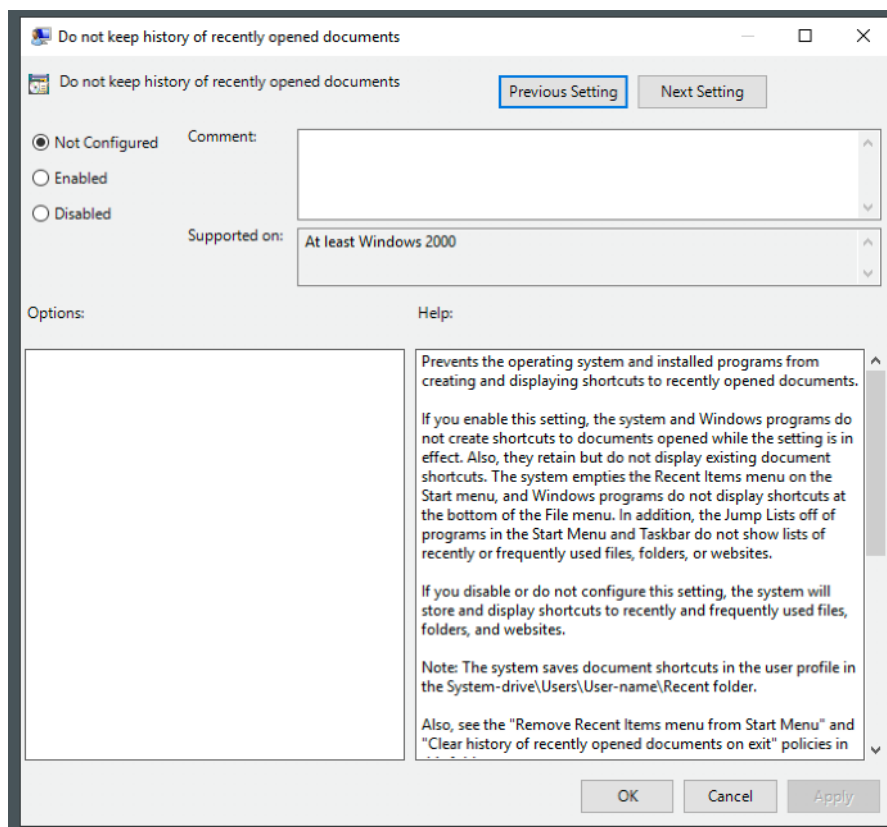 Do not keep history of recently opened documents
Do not keep history of recently opened documents
Previous Setting
Next Setting
Not Configured
Comment:
Enabled
Disabled
Supported on:
At least Windows 2000
Options:
Help:
Prevents the operating system and installed programs from
creating and displaying shortcuts to recently opened documents.
If you enable this setting, the system and Windows programs do
not create shortcuts to documents opened while the setting is in
effect. Also, they retain but do not display existing document
shortcuts. The system empties the Recent Items menu on the
Start menu, and Windows programs do not display shortcuts at
the bottom of the File menu. In addition, the Jump Lists off of
programs in the Start Menu and Taskbar do not show lists of
recently or frequently used files, folders, or websites.
If you disable or do not configure this setting, the system will
store and display shortcuts to recently and frequently used files,
folders, and websites.
Note: The system saves document shortcuts in the user profile in
the System-drive\Users\User-name\Recent folder.
Also, see the "Remove Recent Items menu from Start Menu" and
"Clear history of recently opened documents on exit" policies in
OK
Cancel
Apply